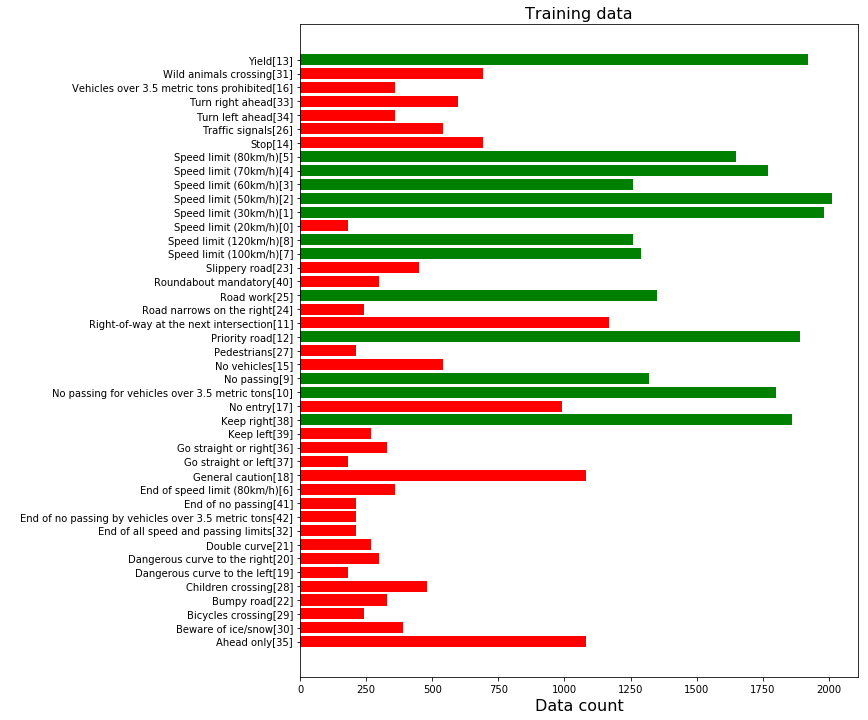 Training data
Yield[13]
Wild animals crossing[31]
Vehicles over 3.5 metric tons prohibited[16]
Turn right ahead[33]
Turn left ahead[34]
Traffic signals[26]
Stop[14]
Speed limit (80km/h)[5]
Speed limit (70km/h)[4]
Speed limit (60km/h)[3]
Speed limit (50km/h)[2]
Speed limit (30km/h)[1]
Speed limit (20km/h)[0]
Speed limit (120km/h)[8]
Speed limit (100km/h)[7]
Slippery road[23]
Roundabout mandatory[40]
Road work[25]
Road narrows on the right[24]
Right-of-way at the next intersection[11]
Priority road[12]
Pedestrians[27]
No vehicles[15]
No passing[9]
No passing for vehicles over 3.5 metric tons[10]
No entry[17]
Keep right[38]
Keep left[39]
Go straight or right[36]
Go straight or left[37]
General caution[18]
End of speed limit (80km/h)[6]
End of no passing[41]
End of no passing by vehicles over 3.5 metric tons[42]
End of all speed and passing limits[32]
Double curve[21]
Dangerous curve to the right[20]
Dangerous curve to the left[19]
Children crossing[28]
Bumpy road[22]
Bicycles crossing[29]
Beware of ice/snow[30]
Ahead only[35]
0 250 500 750 1000 1250 1500 1750 2000
Data count